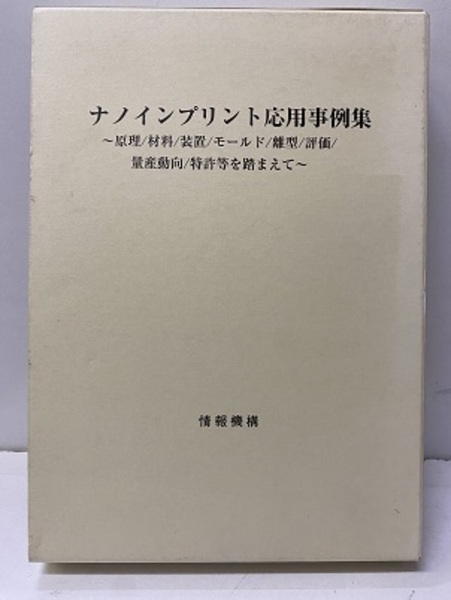 ナノインプリント応用事例集
～原理/材料/装置/モールド/離型/評価/
量産動向/特許等を踏まえて～
情報機構